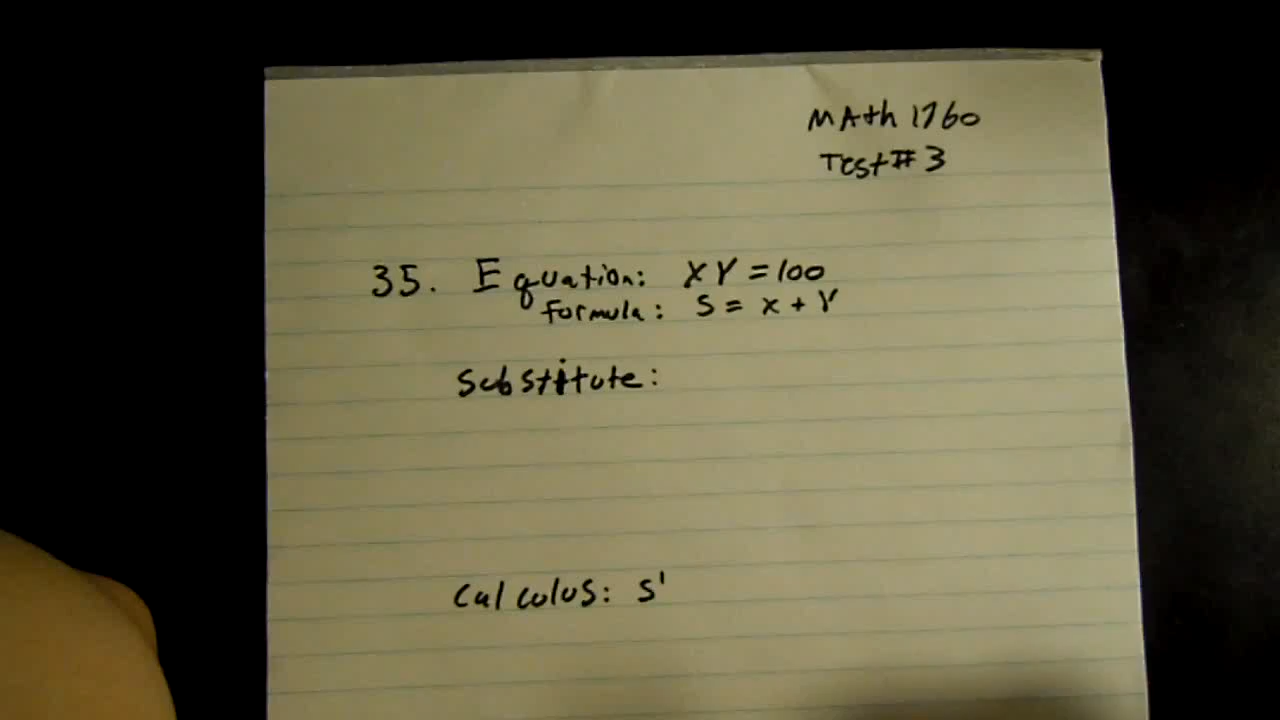 MAth 1760
Test# 3
35. Equation: XY = 100
formula: S = x + Y
Substitute:
Calculus: S'